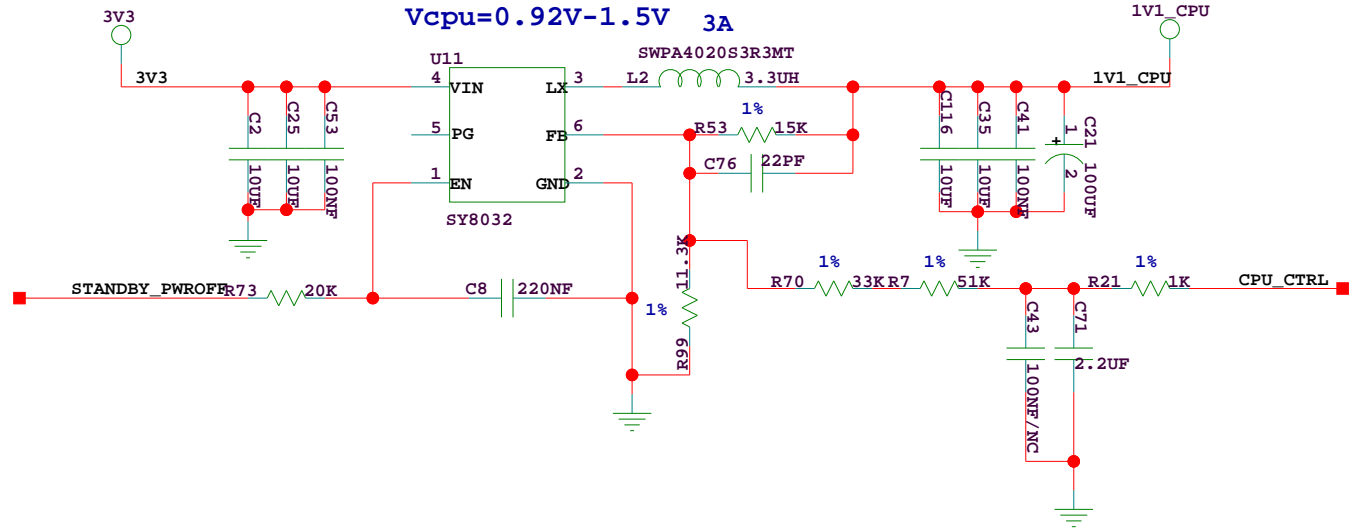 Vcpu=0.92V-1.5V
3A
3V3
1V1_CPU
U11
SWPA4020S3R3MT
3V3
4
VIN
LX
3
L2
3.3UH
1V1_CPU
C2
10UF
C25
10UF
C53
100NF
5
PG
FB
6
1%
R53
15K
C76
22PF
C116
10UF
C35
10UF
C41
100NF
1
+
2
C21
100UF
1
EN
GND
2
SY8032
STANDBY_PWROFF
R73
20K
C8
220NF
11.3K
1%
R99
1%
R70
33K
1%
R7
51K
1%
R21
1K
CPU_CTRL
C43
100NF/NC
C71
2.2UF